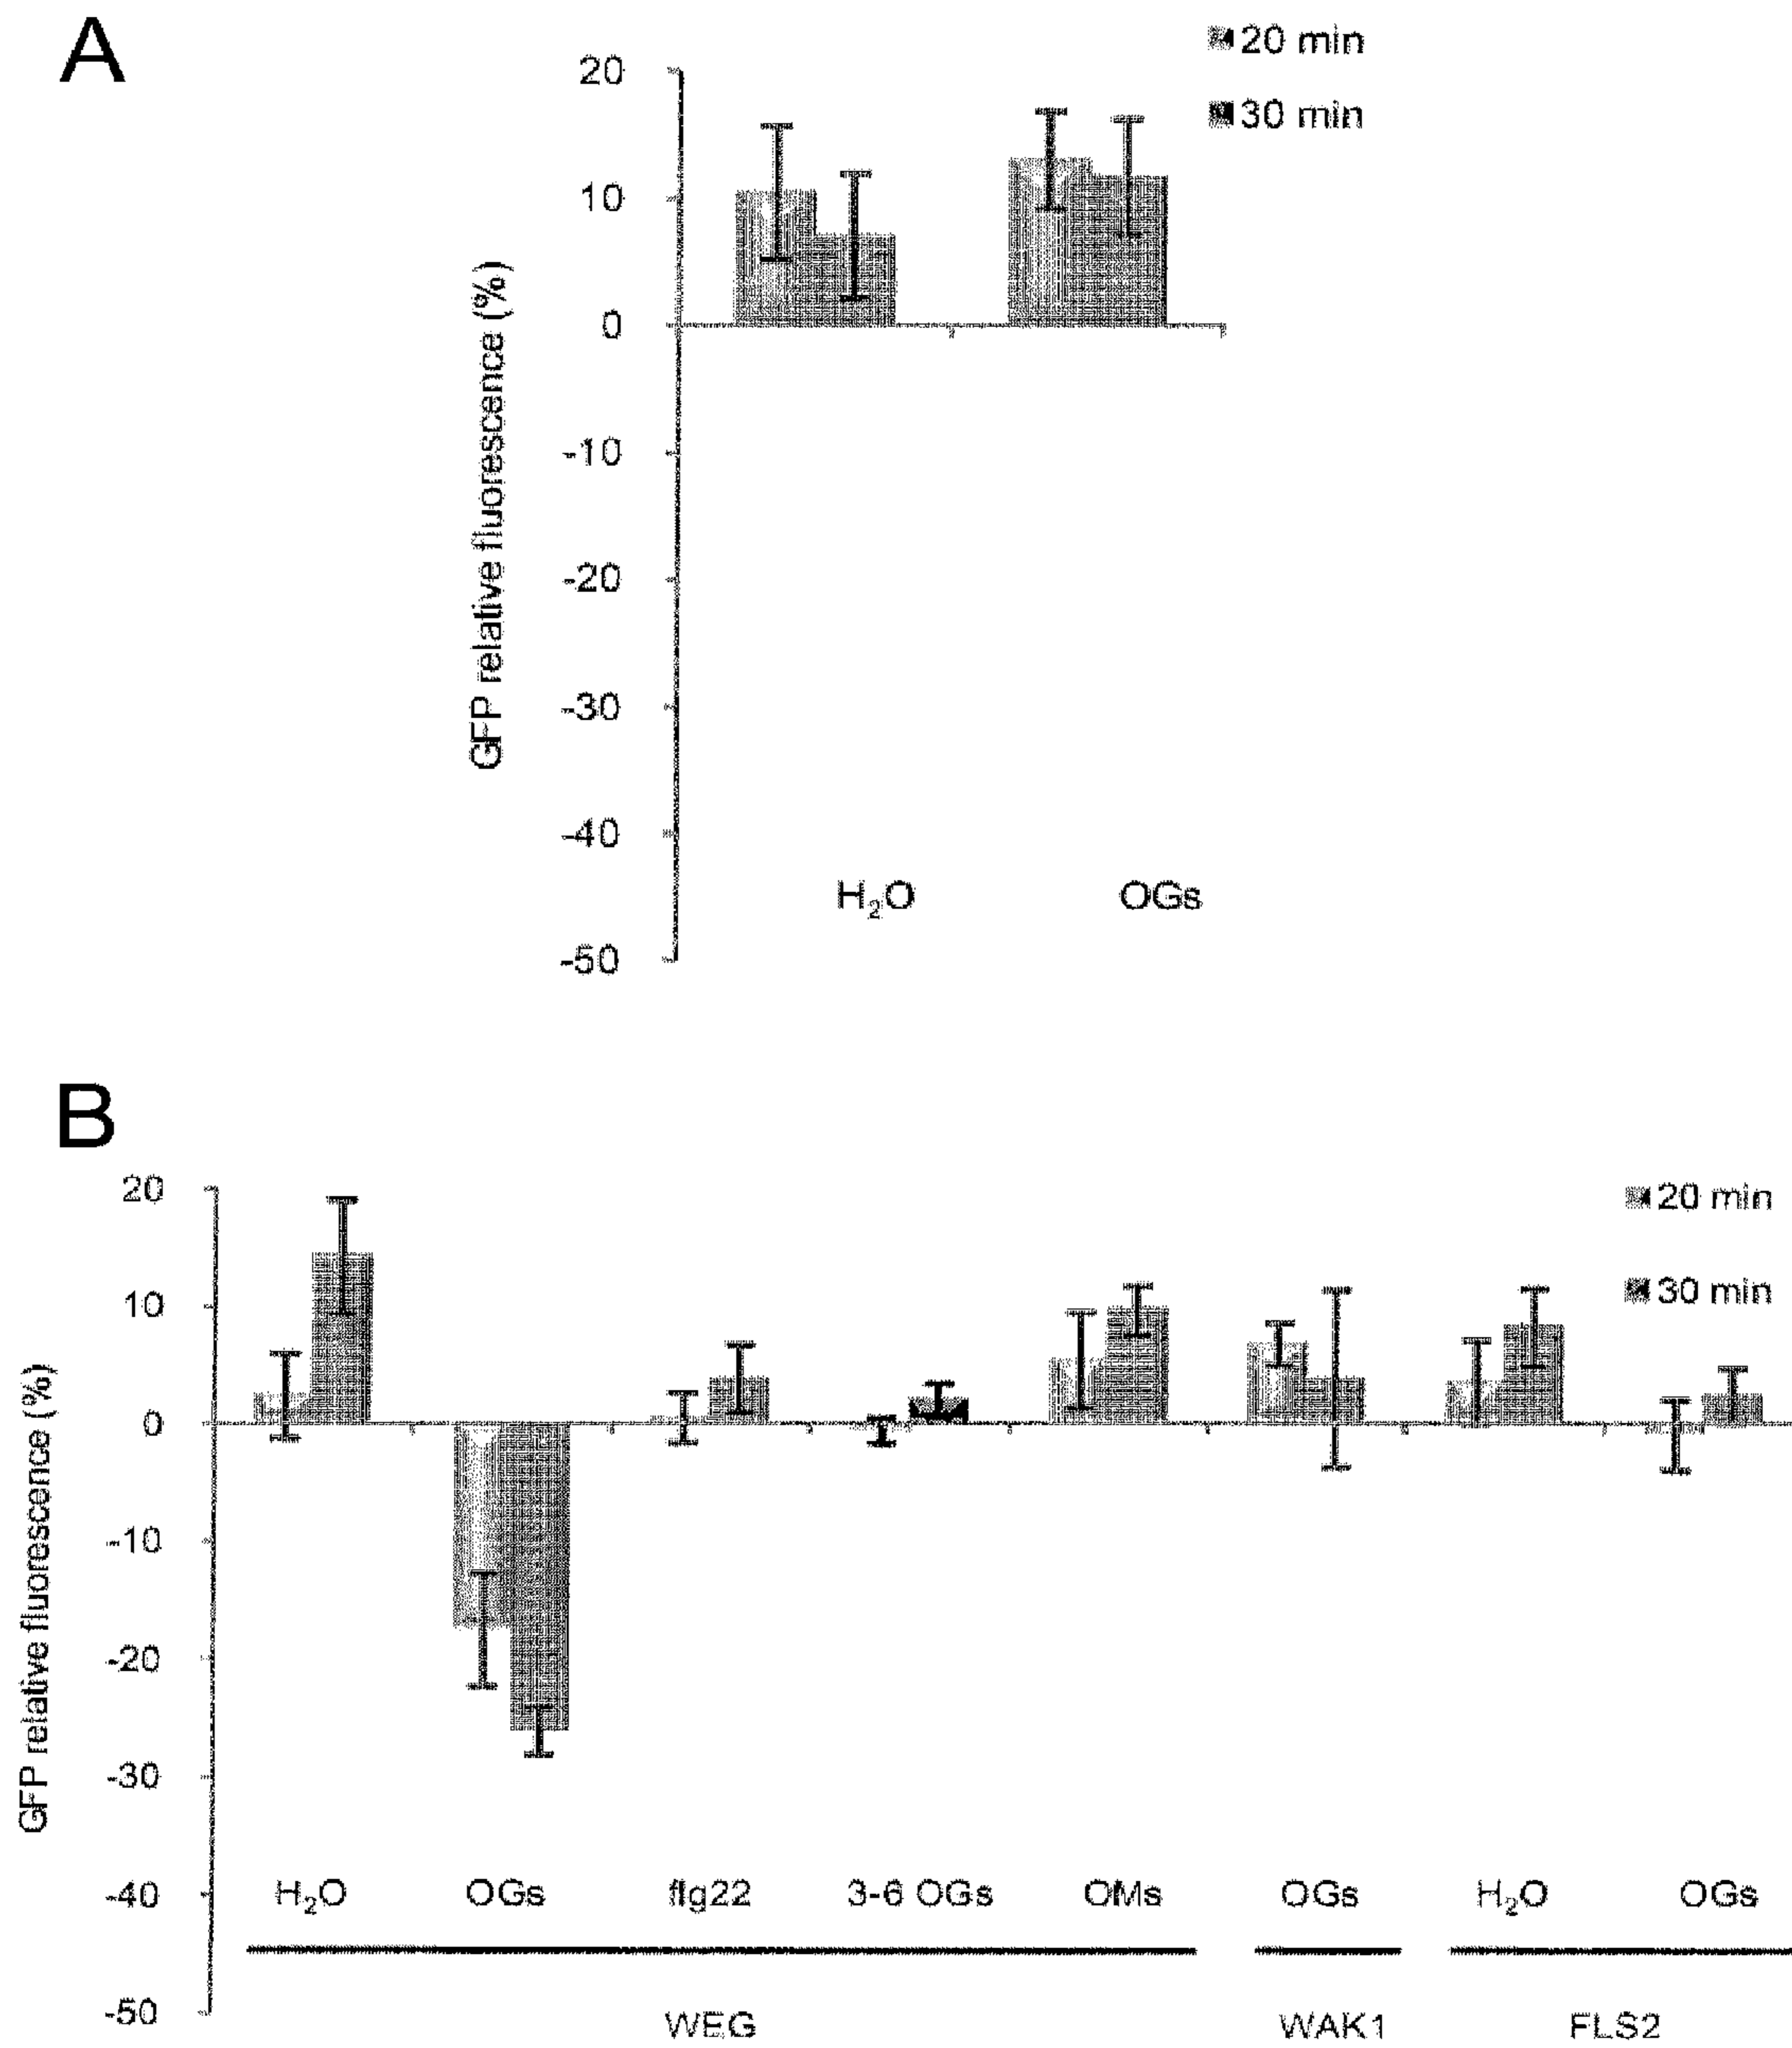 A
20 min
30 min
20
10
0
-10
-20
-30
-40
-50
GFP relative fluorescence (%)
H₂O OGs
B
20 min
30 min
20
10
0
-10
-20
-30
-40
-50
GFP relative fluorescence (%)
H₂O OGs flg22 3-6 OGs OMs OGs H₂O OGs
WEG WAK1 FLS2